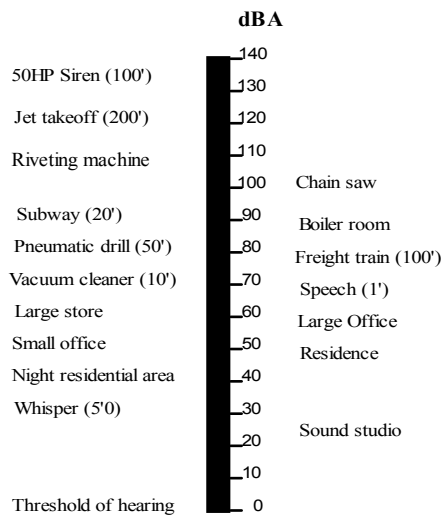 dBA
140
50HP Siren (100')
130
Jet takeoff (200')
120
110
Riveting machine
100
Chain saw
Subway (20')
90
Boiler room
Pneumatic drill (50')
80
Freight train (100')
Vacuum cleaner (10')
70
Speech (1')
Large store
60
Large Office
Small office
50
Residence
Night residential area
40
Whisper (5'0)
30
Sound studio
20
10
Threshold of hearing
0